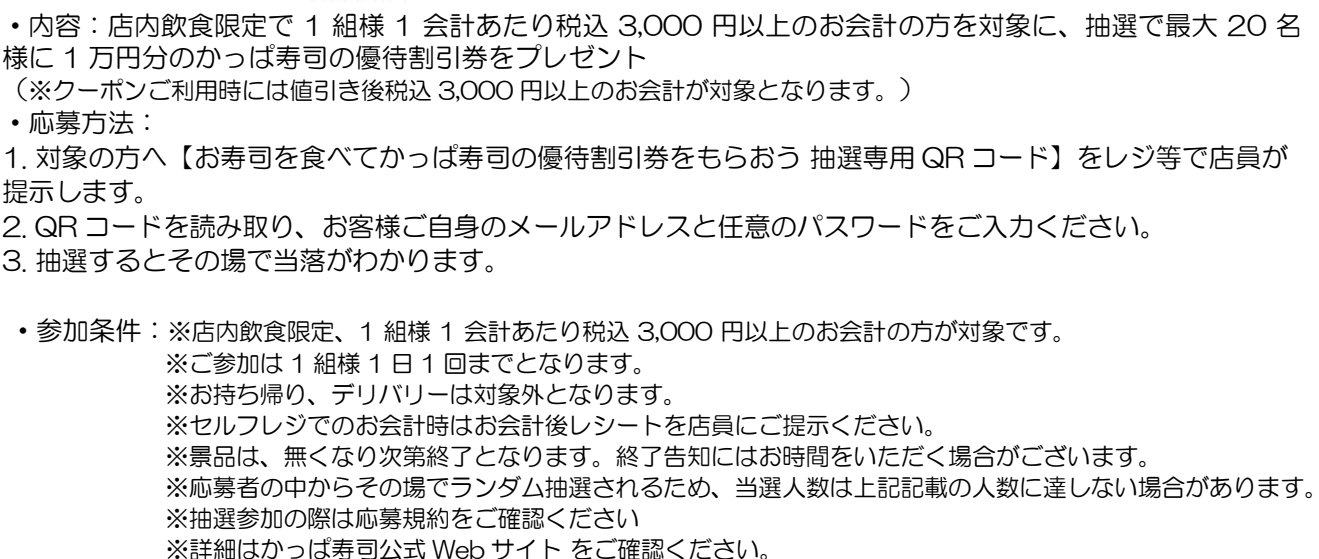 ・内容：店内飲食限定で 1 組様 1 会計あたり税込 3,000 円以上のお会計の方を対象に、抽選で最大 20 名
様に 1 万円分のかっぱ寿司の優待割引券をプレゼント
（※クーポンご利用時には値引き後税込 3,000 円以上のお会計が対象となります。）
・応募方法：
1. 対象の方へ【お寿司を食べてかっぱ寿司の優待割引券をもらおう 抽選専用 QR コード】をレジ等で店員が
提示します。
2. QR コードを読み取り、お客様ご自身のメールアドレスと任意のパスワードをご入力ください。
3. 抽選するとその場で当落がわかります。
・参加条件：※店内飲食限定、1 組様 1 会計あたり税込 3,000 円以上のお会計の方が対象です。
※ご参加は 1 組様 1 日 1 回までとなります。
※お持ち帰り、デリバリーは対象外となります。
※セルフレジでのお会計時はお会計後レシートを店員にご提示ください。
※景品は、無くなり次第終了となります。終了告知にはお時間をいただく場合がございます。
※応募者の中からその場でランダム抽選されるため、当選人数は上記記載の人数に達しない場合があります。
※抽選参加の際は応募規約をご確認ください
※詳細はかっぱ寿司公式 Web サイト をご確認ください。